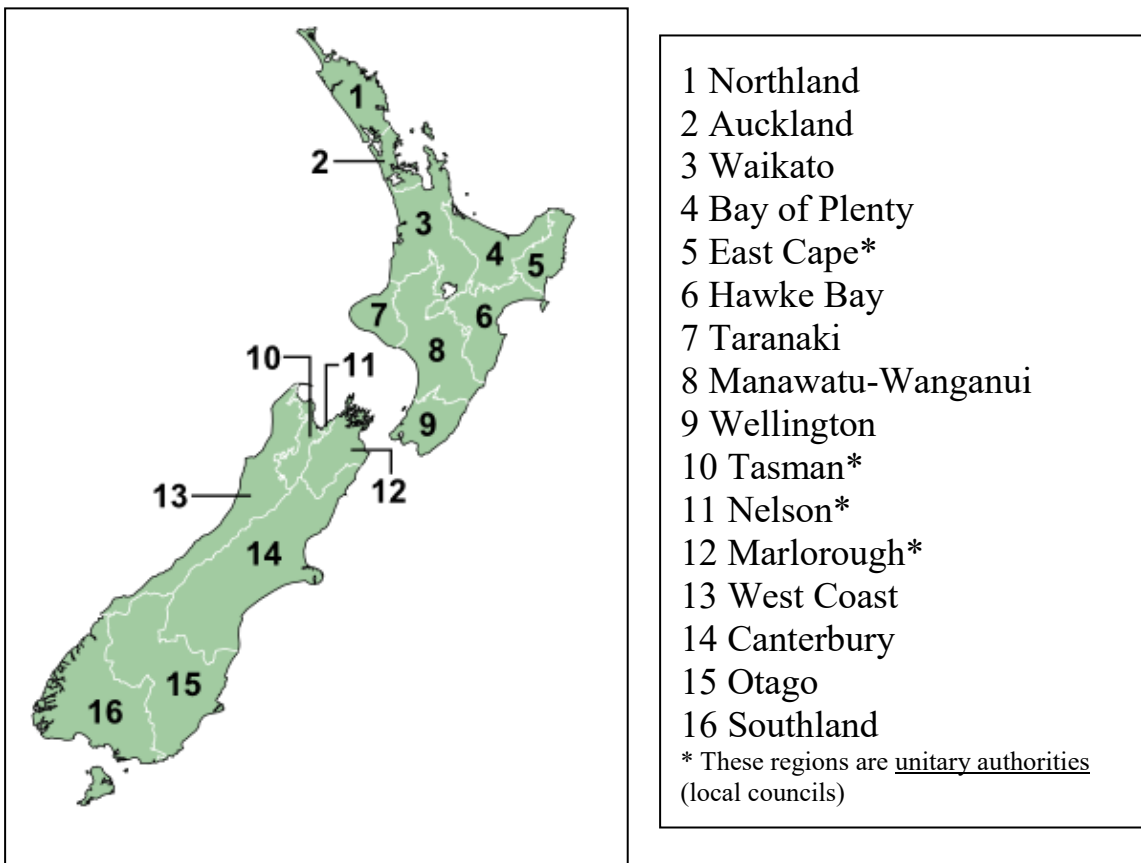 1
2
3
4
5
6
7
8
10
11
9
12
13
14
15
16
1 Northland
2 Auckland
3 Waikato
4 Bay of Plenty
5 East Cape*
6 Hawke Bay
7 Taranaki
8 Manawatu-Wanganui
9 Wellington
10 Tasman*
11 Nelson*
12 Marlorough*
13 West Coast
14 Canterbury
15 Otago
16 Southland
* These regions are unitary authorities
(local councils)